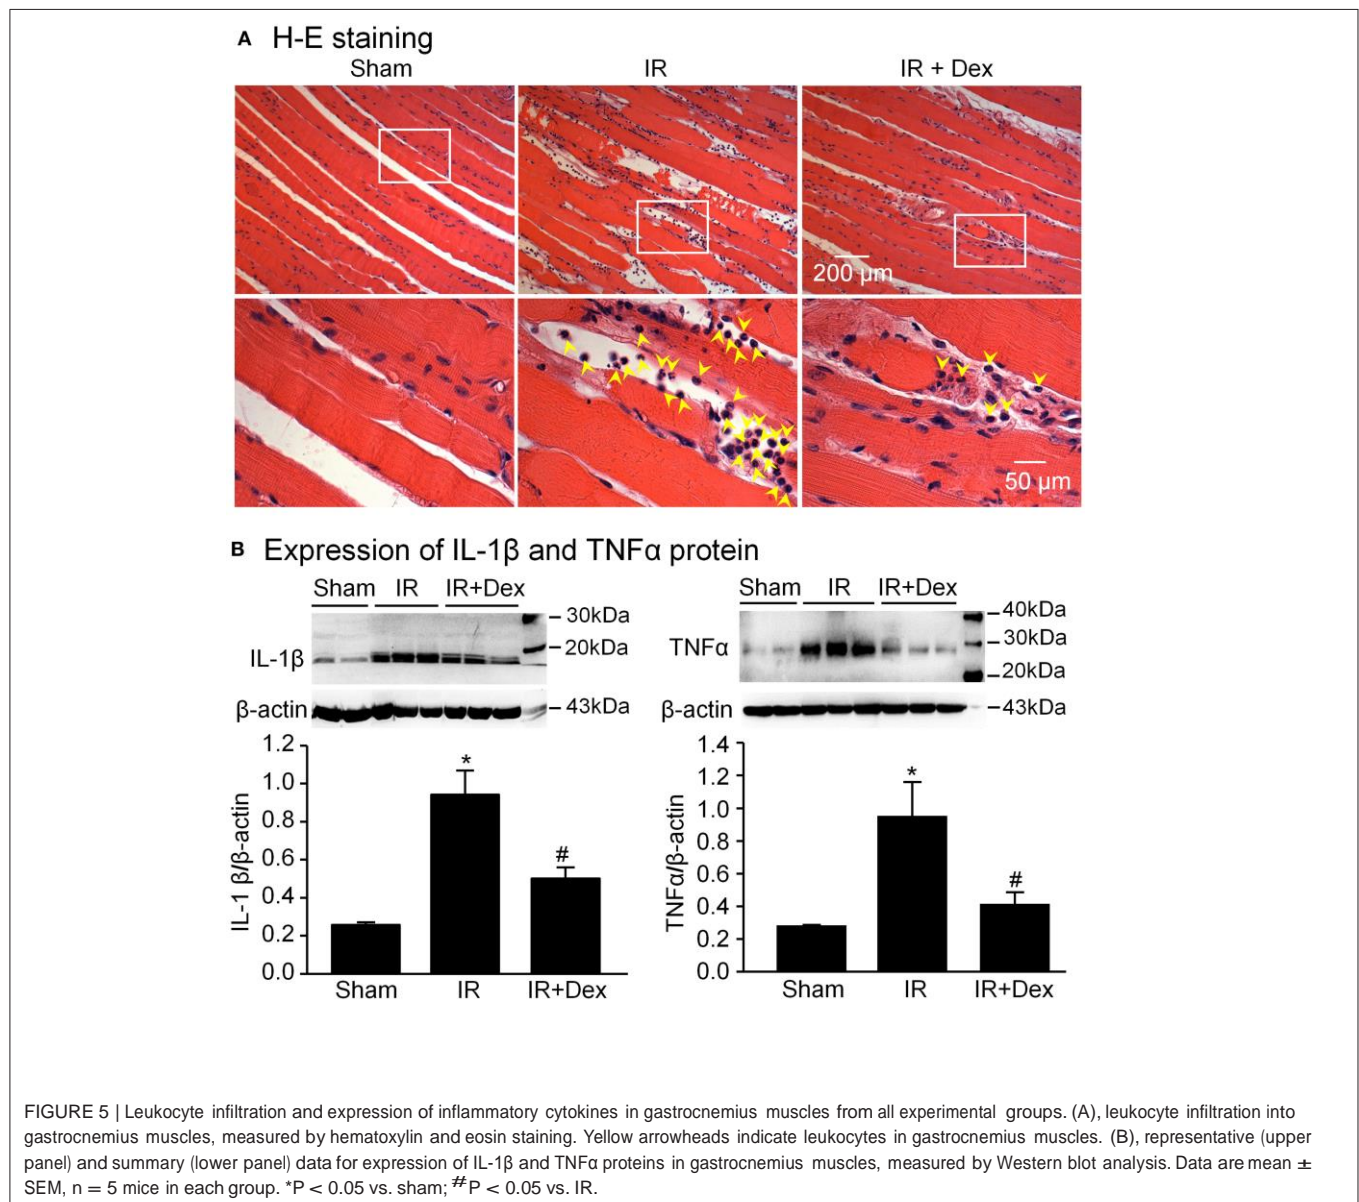 A H-E staining
Sham IR IR + Dex
200 µm
50 µm
B Expression of IL-1β and TNFα protein
Sham IR IR+Dex
30kDa
20kDa
IL-1β
β-actin
43kDa
1.2
1.0
0.8
0.6
0.4
0.2
0.0
IL-1 β/β-actin
*
#
Sham IR IR+Dex
Sham IR IR+Dex
40kDa
30kDa
20kDa
TNFα
β-actin
43kDa
1.4
1.2
1.0
0.8
0.6
0.4
0.2
0.0
TNFα/β-actin
*
#
Sham IR IR+Dex
FIGURE 5 | Leukocyte infiltration and expression of inflammatory cytokines in gastrocnemius muscles from all experimental groups. (A), leukocyte infiltration into
gastrocnemius muscles, measured by hematoxylin and eosin staining. Yellow arrowheads indicate leukocytes in gastrocnemius muscles. (B), representative (upper
panel) and summary (lower panel) data for expression of IL-1β and TNFα proteins in gastrocnemius muscles, measured by Western blot analysis. Data are mean ±
SEM, n = 5 mice in each group. *P < 0.05 vs. sham; #P < 0.05 vs. IR.